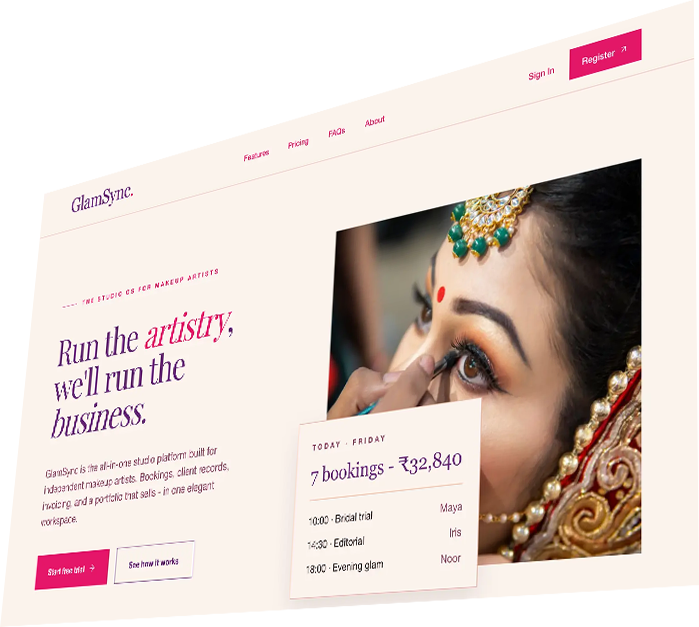 Sign In
Register ↗
Features
Pricing
FAQs
About
GlamSync.
THE STUDIO OS FOR MAKEUP ARTISTS
Run the artistry,
we'll run the
business.
GlamSync is the all-in-one studio platform built for
independent makeup artists. Bookings, client records,
invoicing, and a portfolio that sells - in one elegant
workspace.
Start free trial →
See how it works
TODAY · FRIDAY
7 bookings - ₹32,840
10:00 · Bridal trial Maya
14:30 · Editorial Iris
18:00 · Evening glam Noor